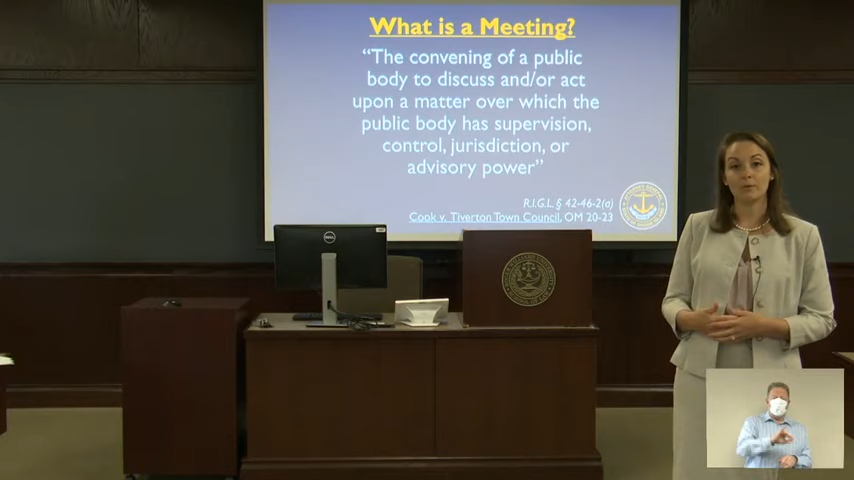 What is a Meeting?
“The convening of a public
body to discuss and/or act
upon a matter over which the
public body has supervision,
control, jurisdiction, or
advisory power”
R.I.G.L § 42-46-2(a)
Cook v. Tiverton Town Council, OM 20-23
DELL